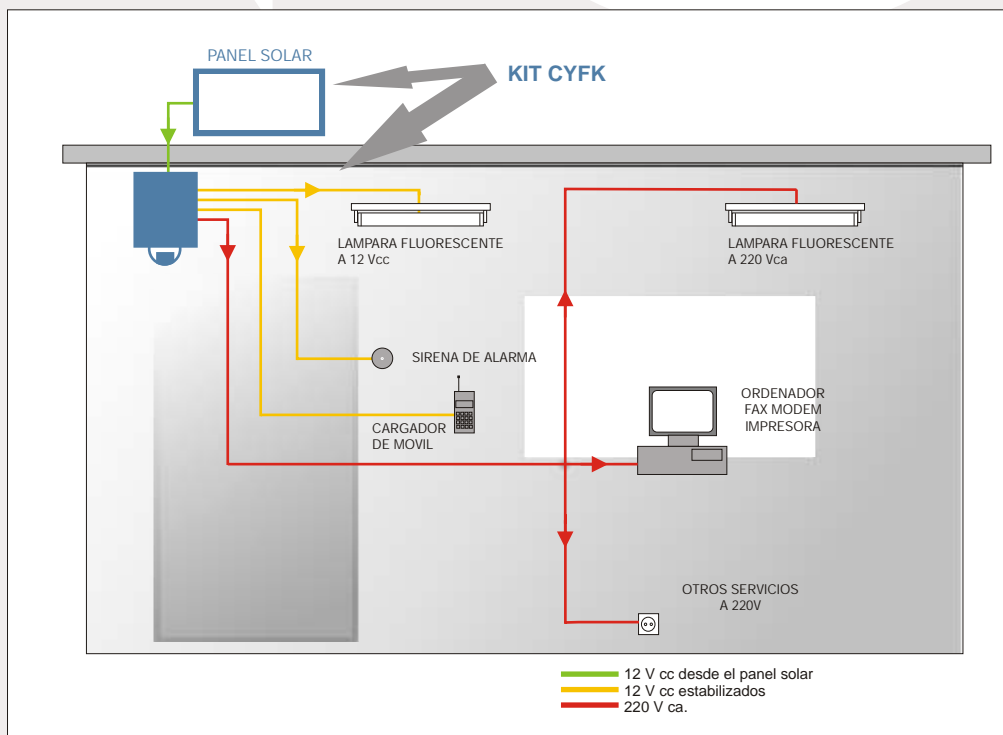 PANEL SOLAR
KIT CYFK
LAMPARA FLUORESCENTE
A 12 Vcc
LAMPARA FLUORESCENTE
A 220 Vca
SIRENA DE ALARMA
CARGADOR
DE MOVIL
ORDENADOR
FAX MODEM
IMPRESORA
OTROS SERVICIOS
A 220V
12 V cc desde el panel solar
12 V cc estabilizados
220 V ca.